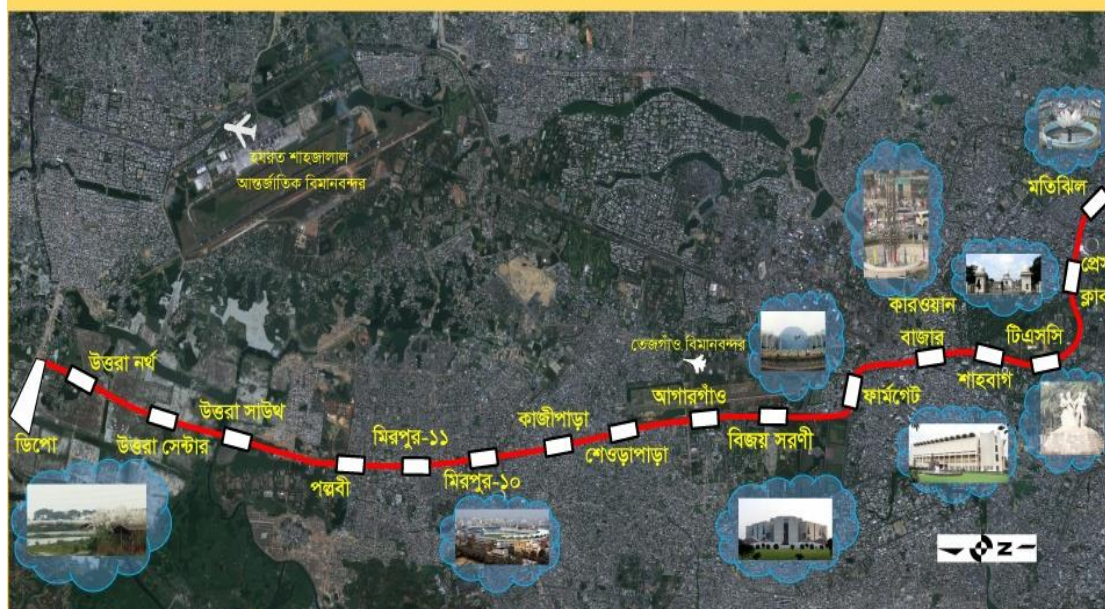 হযরত শাহজালাল
আন্তর্জাতিক বিমানবন্দর
মতিঝিল
প্রেস
ক্লাব
কারওয়ান
বাজার
টিএসসি
শাহবাগ
ফার্মগেট
তেজগাঁও বিমানবন্দর
আগারগাঁও
বিজয় সরণী
কাজীপাড়া
শেওড়াপাড়া
মিরপুর-১১
মিরপুর-১০
পল্লবী
উত্তরা নর্থ
উত্তরা সাউথ
উত্তরা সেন্টার
ডিপো
N